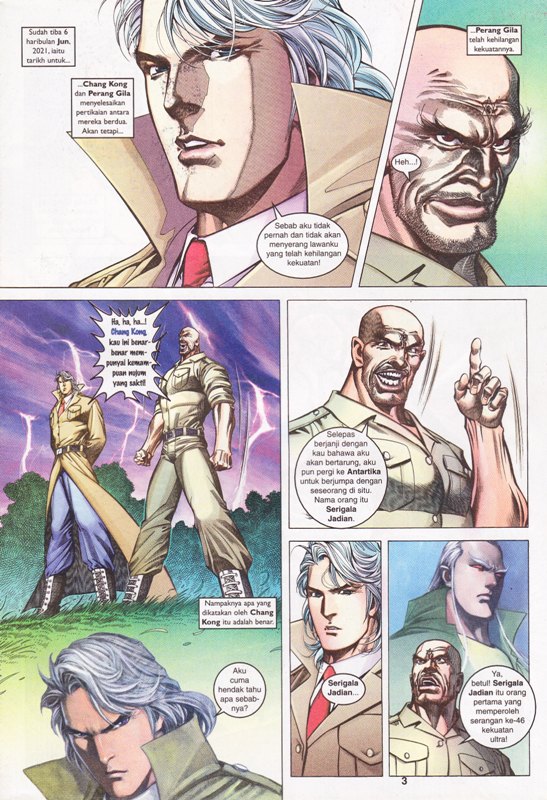 Sudah tiba 6
haribulan Jun,
2021, iaitu
tarikh untuk...
...Chang Kong
dan Perang Gila
menyelesaikan
pertikaian antara
mereka berdua.
Akan tetapi...
Sebab aku tidak
pernah dan tidak akan
menyerang lawanku
yang telah kehilangan
kekuatan!
...Perang Gila
telah kehilangan
kekuatannya.
Heh...!
Ha, ha, ha...!
Chang Kong,
kau ini benar-
benar mem-
punyai kemam-
puan nujum
yang sakti!
Nampaknya apa yang
dikatakan oleh Chang
Kong itu adalah benar.
Selepas
berjanji dengan
kau bahawa aku
akan bertarung, aku
pun pergi ke Antartika
untuk berjumpa dengan
seseorang di situ.
Nama orang itu
Serigala
Jadian.
Aku
cuma
hendak tahu
apa sebab-
nya?
Serigala
Jadian...
Ya,
betul! Serigala
Jadian itu orang
pertama yang
memperoleh
serangan ke-46
kekuatan
ultra!
3